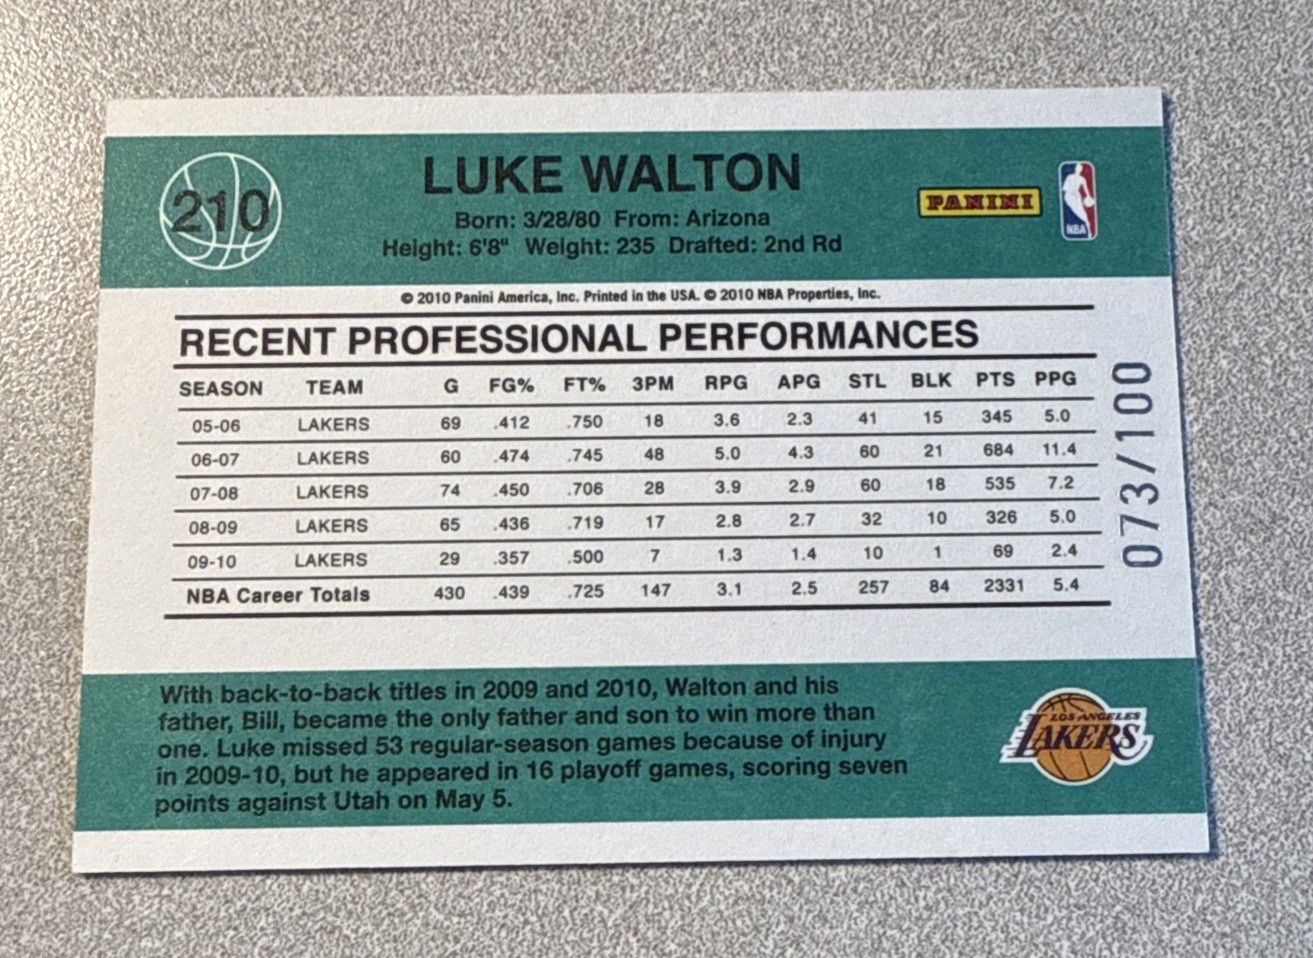 210
LUKE WALTON
Born: 3/28/80 From: Arizona
Height: 6'8" Weight: 235 Drafted: 2nd Rd
PANINI
NBA
© 2010 Panini America, Inc. Printed in the USA. © 2010 NBA Properties, Inc.
RECENT PROFESSIONAL PERFORMANCES
SEASON TEAM G FG% FT% 3PM RPG APG STL BLK PTS PPG
05-06 LAKERS 69 .412 .750 18 3.6 2.3 41 15 345 5.0
06-07 LAKERS 60 .474 .745 48 5.0 4.3 60 21 684 11.4
07-08 LAKERS 74 .450 .706 28 3.9 2.9 60 18 535 7.2
08-09 LAKERS 65 .436 .719 17 2.8 2.7 32 10 326 5.0
09-10 LAKERS 29 .357 .500 7 1.3 1.4 10 1 69 2.4
NBA Career Totals 430 .439 .725 147 3.1 2.5 257 84 2331 5.4
073/100
With back-to-back titles in 2009 and 2010, Walton and his
father, Bill, became the only father and son to win more than
one. Luke missed 53 regular-season games because of injury
in 2009-10, but he appeared in 16 playoff games, scoring seven
points against Utah on May 5.
LOS ANGELES
LAKERS